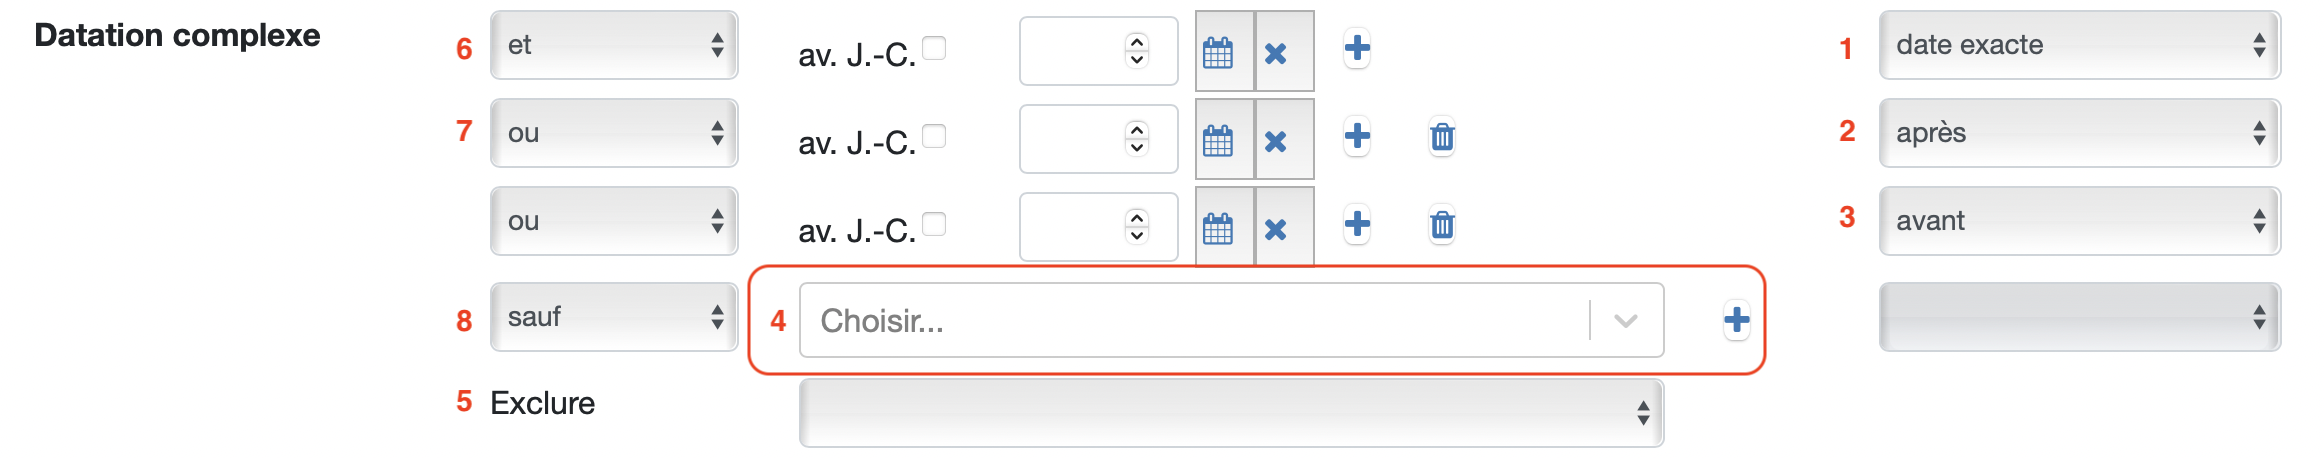 Datation complexe 6 et av. J.-C. 1 date exacte
7 ou av. J.-C. 2 après
ou av. J.-C. 3 avant
8 sauf 4 Choisir...
5 Exclure